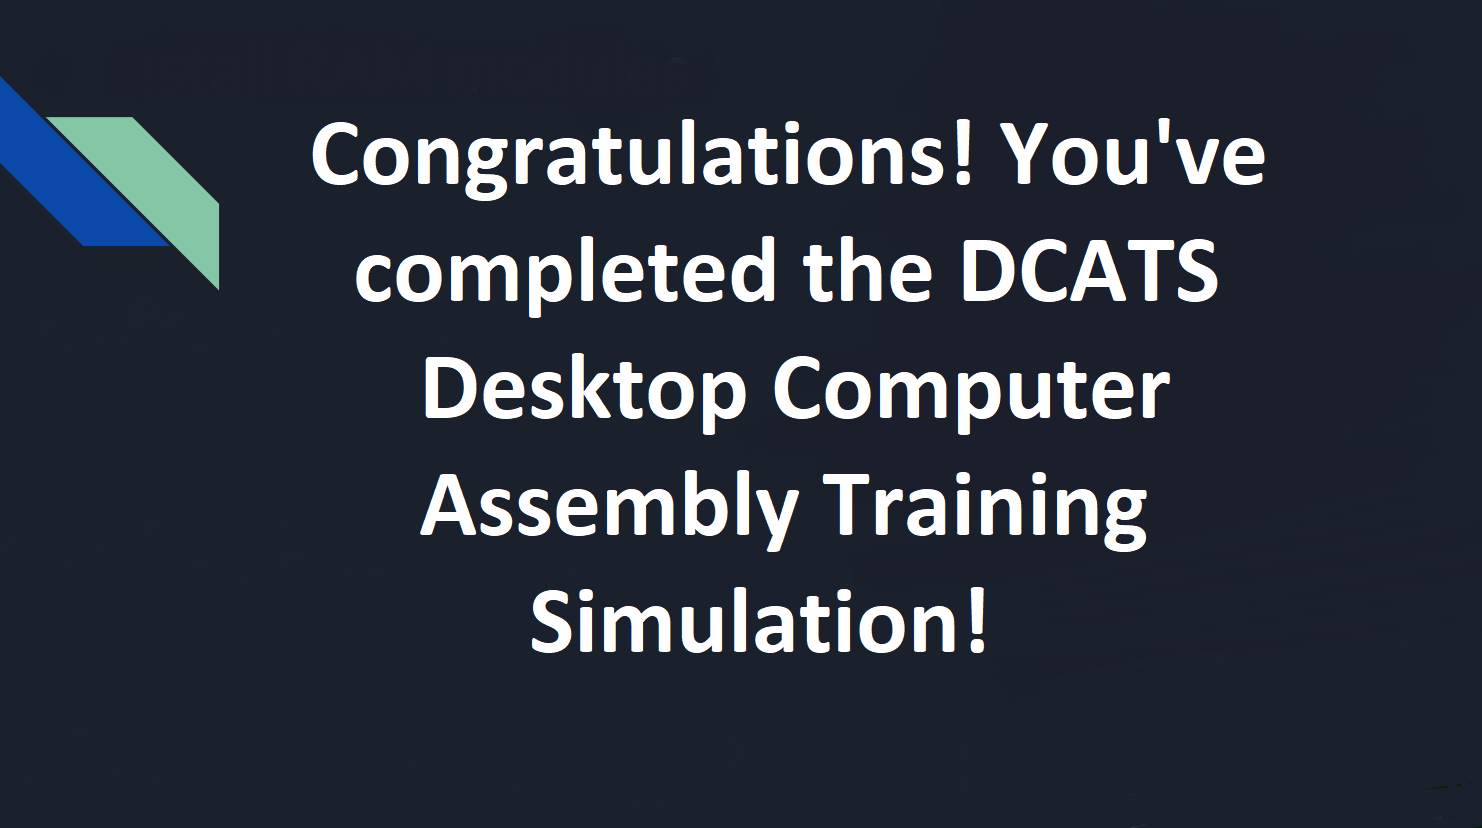 Congratulations! You've
completed the DCATS
Desktop Computer
Assembly Training
Simulation!